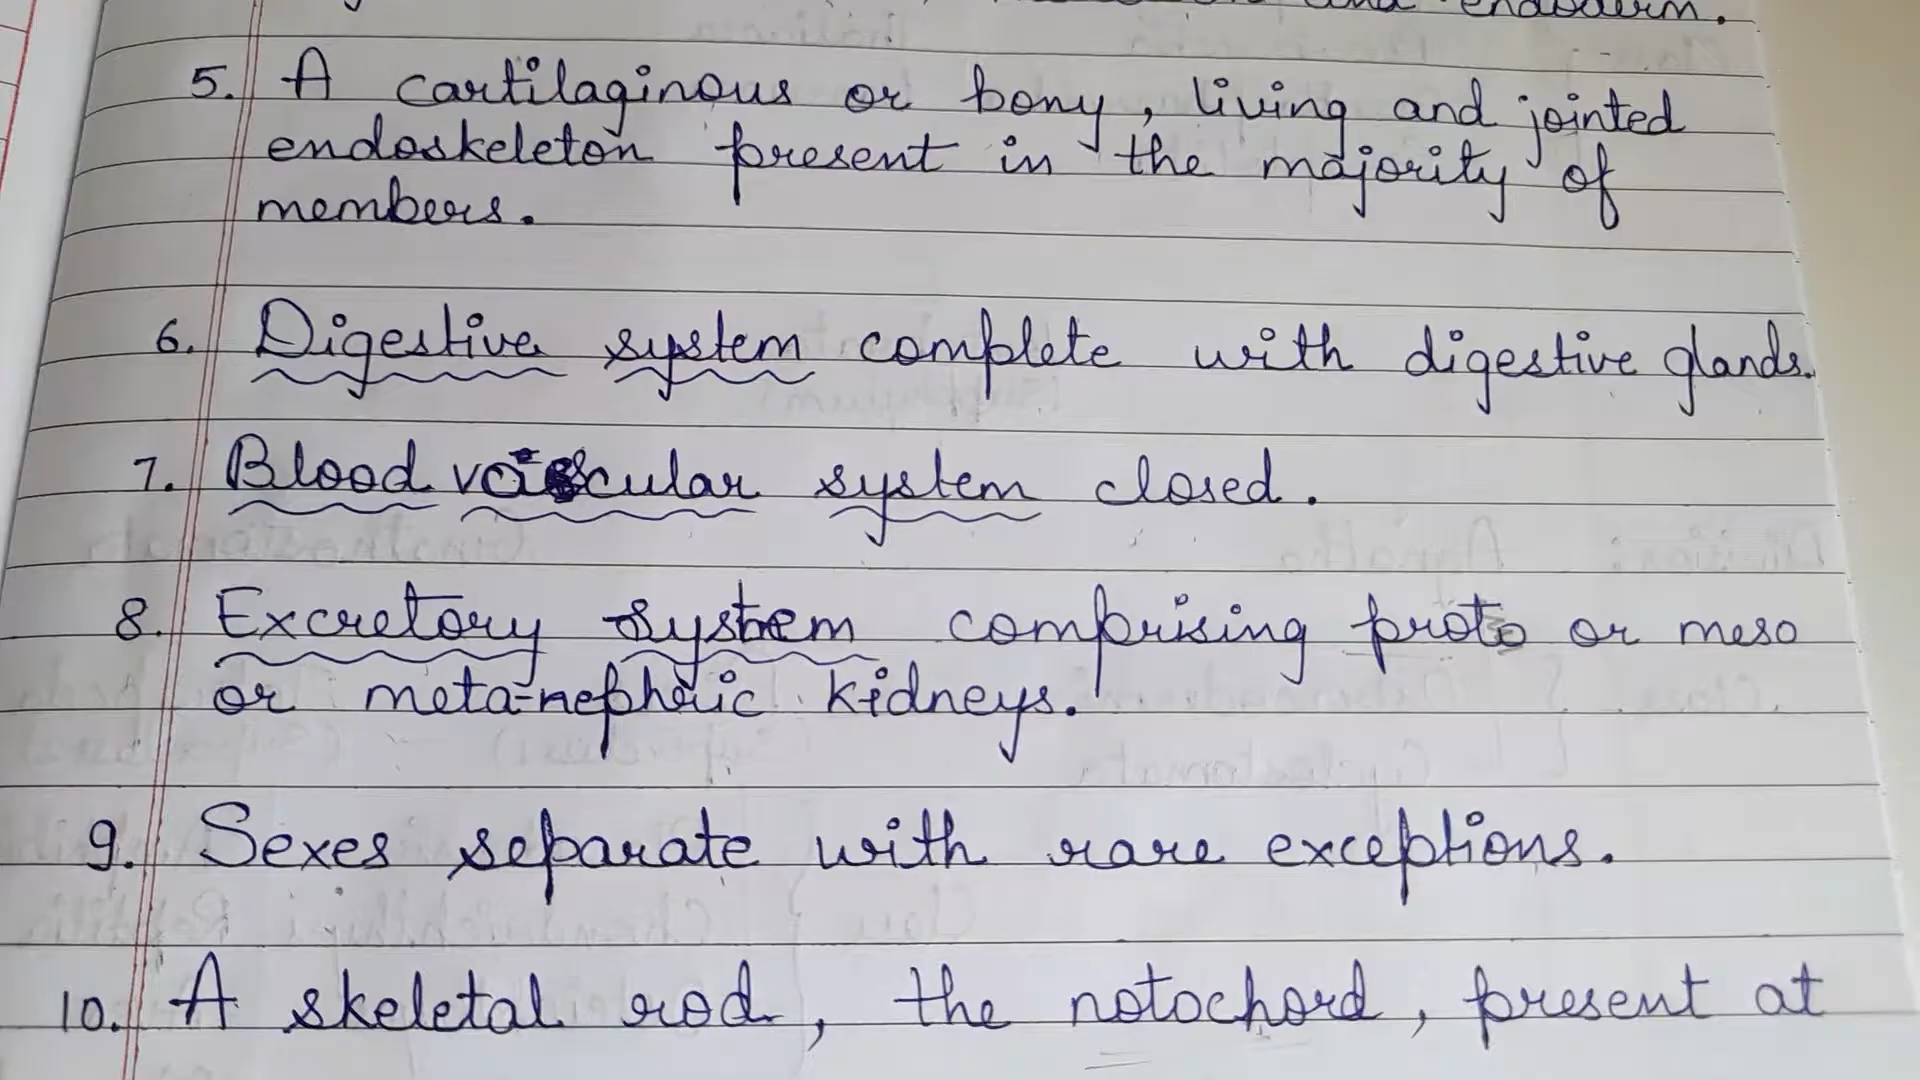 and endoderm.
5. A cartilaginous or bony, living and jointed
endoskeleton present in the majority of
members.
6. Digestive system complete with digestive glands.
7. Blood vascular system closed.
8. Excretory system comprising proto or meso
or meta-nephric kidneys.
9. Sexes separate with rare exceptions.
10. A skeletal rod, the notochord, present at